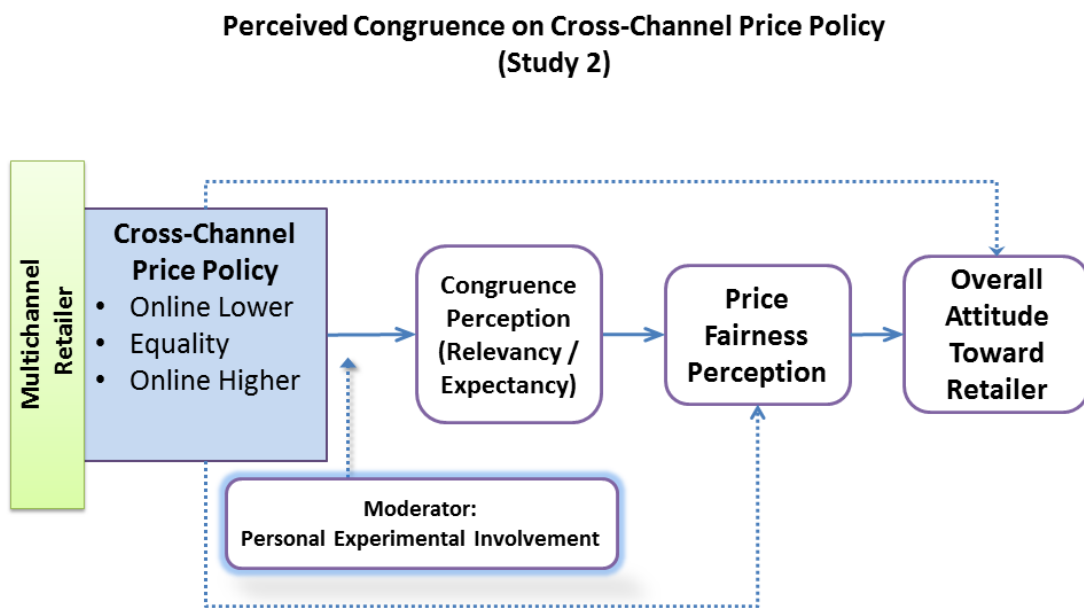 Perceived Congruence on Cross-Channel Price Policy
(Study 2)
Multichannel
Retailer
Cross-Channel
Price Policy
• Online Lower
• Equality
• Online Higher
Congruence
Perception
(Relevancy /
Expectancy)
Price
Fairness
Perception
Overall
Attitude
Toward
Retailer
Moderator:
Personal Experimental Involvement